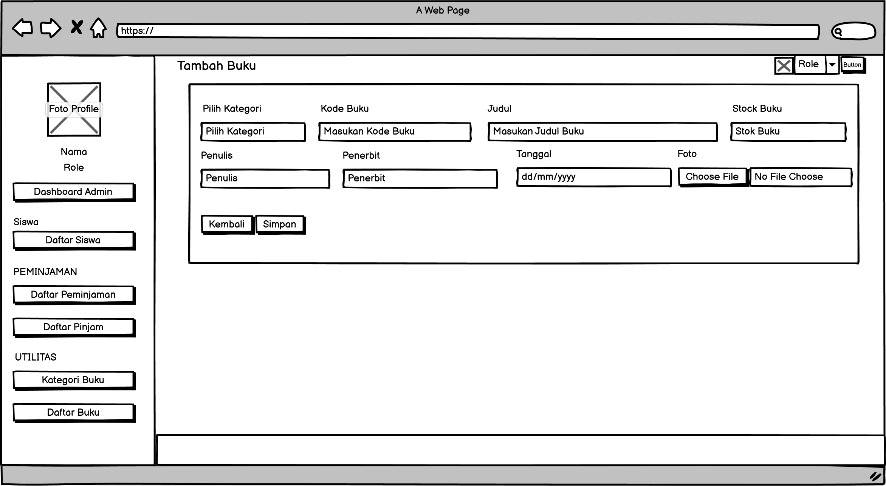 A Web Page
https://
Tambah Buku
Role
Button
Foto Profile
Nama
Role
Dashboard Admin
Siswa
Daftar Siswa
PEMINJAMAN
Daftar Peminjaman
Daftar Pinjam
UTILITAS
Kategori Buku
Daftar Buku
Pilih Kategori Kode Buku Judul Stock Buku
Pilih Kategori Masukan Kode Buku Masukan Judul Buku Stok Buku
Penulis Penerbit Tanggal Foto
Penulis Penerbit dd/mm/yyyy Choose File No File Choose
Kembali Simpan